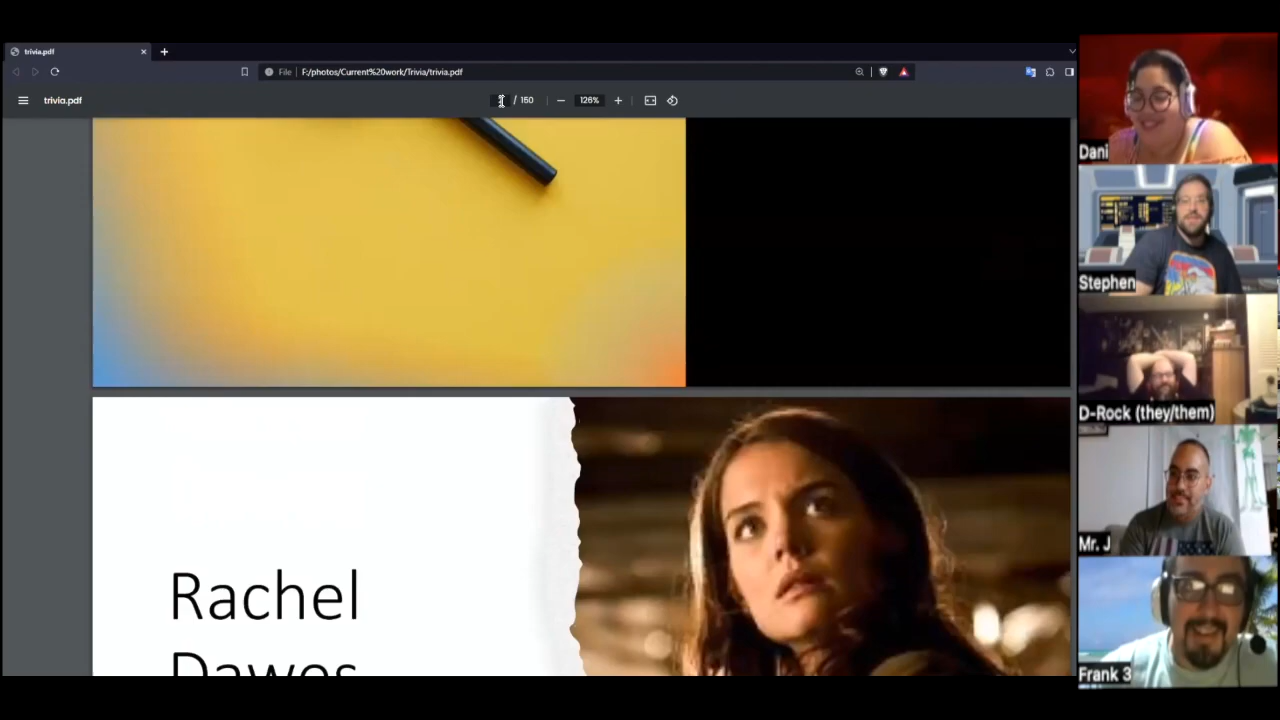 trivia.pdf
File F:/photos/Current%20work/Trivia/trivia.pdf
trivia.pdf
/ 150
126%
Rachel
Dawes
Dani
Stephen
D-Rock (they/them)
Mr. J
Frank 3